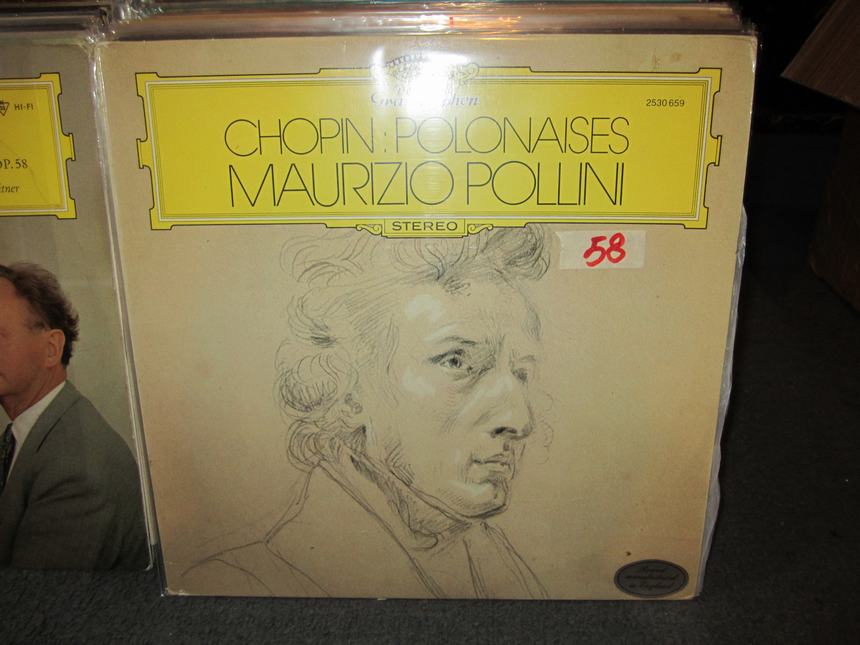 HI-FI
OP.58
2530 659
CHOPIN : POLONAISES
MAURIZIO POLLINI
STEREO
58